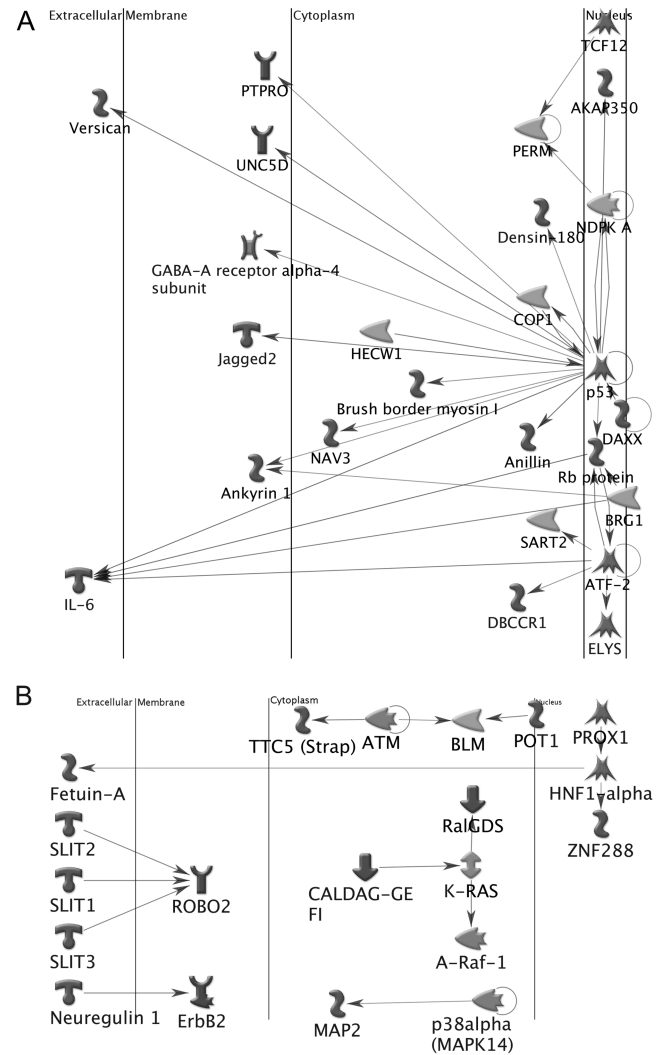 A
Extracellular Membrane
Cytoplasm
Nucleus
TCF12
PTPRO
AKAP350
Versican
PERM
UNC5D
NDPK A
Densin-180
GABA-A receptor alpha-4
subunit
COP1
Jagged2
HECW1
p53
Brush border myosin I
DAXX
NAV3
Anillin
Rb protein
Ankyrin 1
BRG1
SART2
ATF-2
IL-6
DBCCR1
ELYS
B
Extracellular Membrane
Cytoplasm
Nucleus
TTC5 (Strap)
ATM
BLM
POT1
PROX1
Fetuin-A
HNF1-alpha
RalGDS
SLIT2
ZNF288
CALDAG-GE
FI
K-RAS
SLIT1
ROBO2
SLIT3
A-Raf-1
Neuregulin 1
ErbB2
MAP2
p38alpha
(MAPK14)